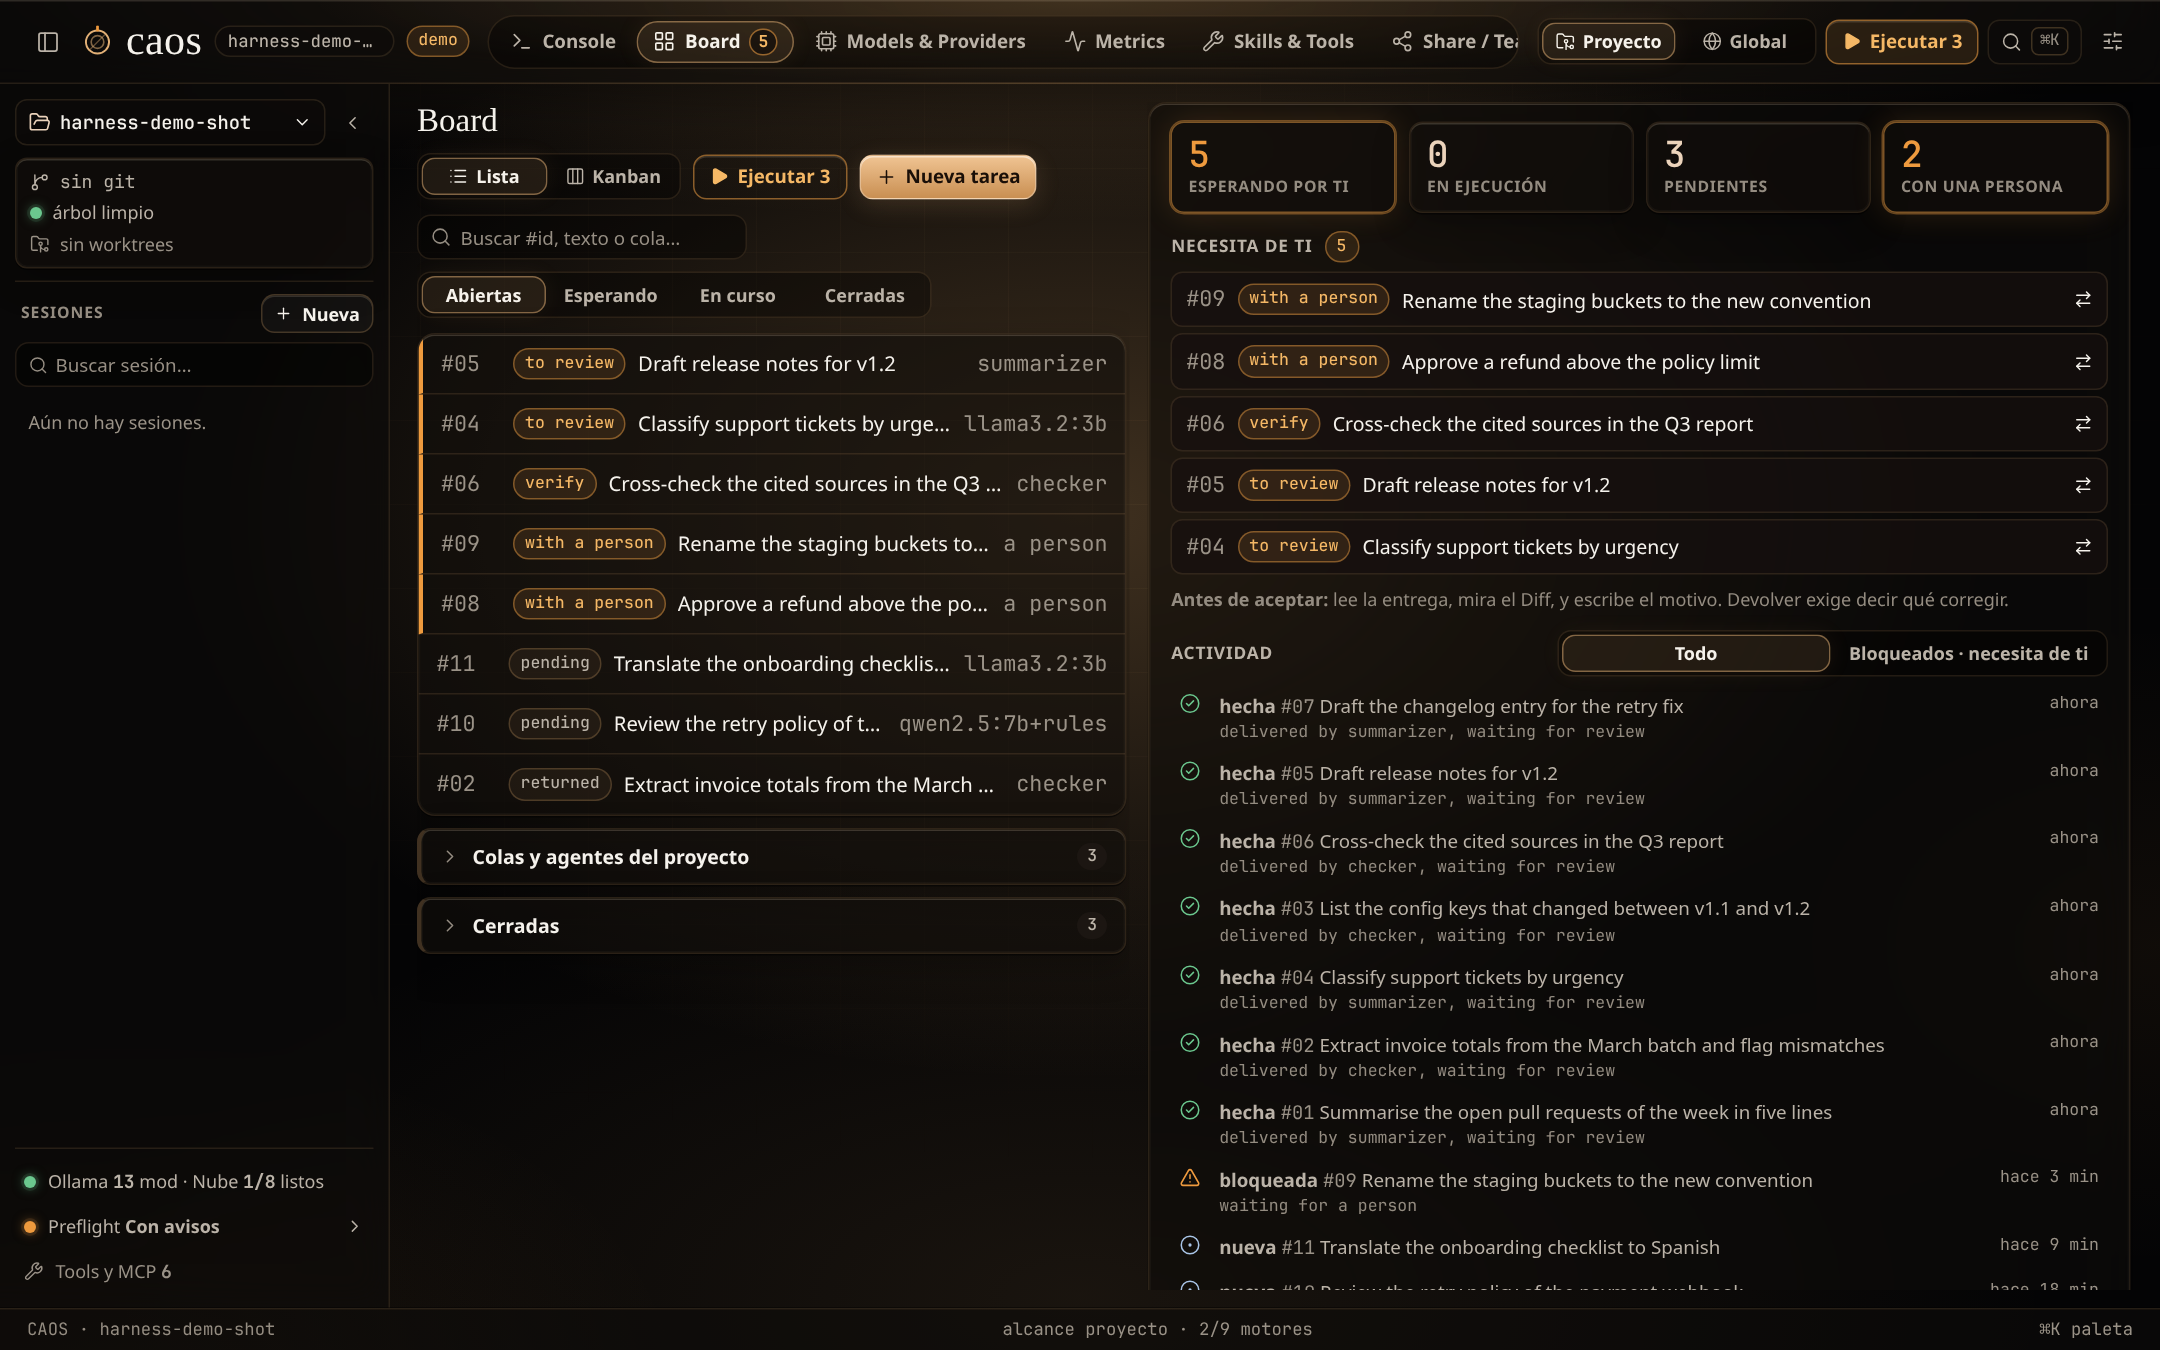 caos harness-demo-… demo Console Board 5 Models & Providers Metrics Skills & Tools Share / Tea Proyecto Global Ejecutar 3 ⌘K
harness-demo-shot
sin git
árbol limpio
sin worktrees
SESIONES + Nueva
Buscar sesión…
Aún no hay sesiones.
Ollama 13 mod · Nube 1/8 listos
Preflight Con avisos
Tools y MCP 6
Board
Lista Kanban Ejecutar 3 + Nueva tarea
Buscar #id, texto o cola…
Abiertas Esperando En curso Cerradas
#05 to review Draft release notes for v1.2 summarizer
#04 to review Classify support tickets by urge… llama3.2:3b
#06 verify Cross-check the cited sources in the Q3 … checker
#09 with a person Rename the staging buckets to… a person
#08 with a person Approve a refund above the po… a person
#11 pending Translate the onboarding checklis… llama3.2:3b
#10 pending Review the retry policy of t… qwen2.5:7b+rules
#02 returned Extract invoice totals from the March … checker
Colas y agentes del proyecto 3
Cerradas 3
5 0 3 2
ESPERANDO POR TI EN EJECUCIÓN PENDIENTES CON UNA PERSONA
NECESITA DE TI 5
#09 with a person Rename the staging buckets to the new convention
#08 with a person Approve a refund above the policy limit
#06 verify Cross-check the cited sources in the Q3 report
#05 to review Draft release notes for v1.2
#04 to review Classify support tickets by urgency
Antes de aceptar: lee la entrega, mira el Diff, y escribe el motivo. Devolver exige decir qué corregir.
ACTIVIDAD Todo Bloqueados · necesita de ti
hecha #07 Draft the changelog entry for the retry fix ahora
delivered by summarizer, waiting for review
hecha #05 Draft release notes for v1.2 ahora
delivered by summarizer, waiting for review
hecha #06 Cross-check the cited sources in the Q3 report ahora
delivered by checker, waiting for review
hecha #03 List the config keys that changed between v1.1 and v1.2 ahora
delivered by checker, waiting for review
hecha #04 Classify support tickets by urgency ahora
delivered by summarizer, waiting for review
hecha #02 Extract invoice totals from the March batch and flag mismatches ahora
delivered by checker, waiting for review
hecha #01 Summarise the open pull requests of the week in five lines ahora
delivered by summarizer, waiting for review
bloqueada #09 Rename the staging buckets to the new convention hace 3 min
waiting for a person
nueva #11 Translate the onboarding checklist to Spanish hace 9 min
nueva #10 Review the retry policy of the payment webhook hace 18 min
CAOS · harness-demo-shot alcance proyecto · 2/9 motores ⌘K paleta